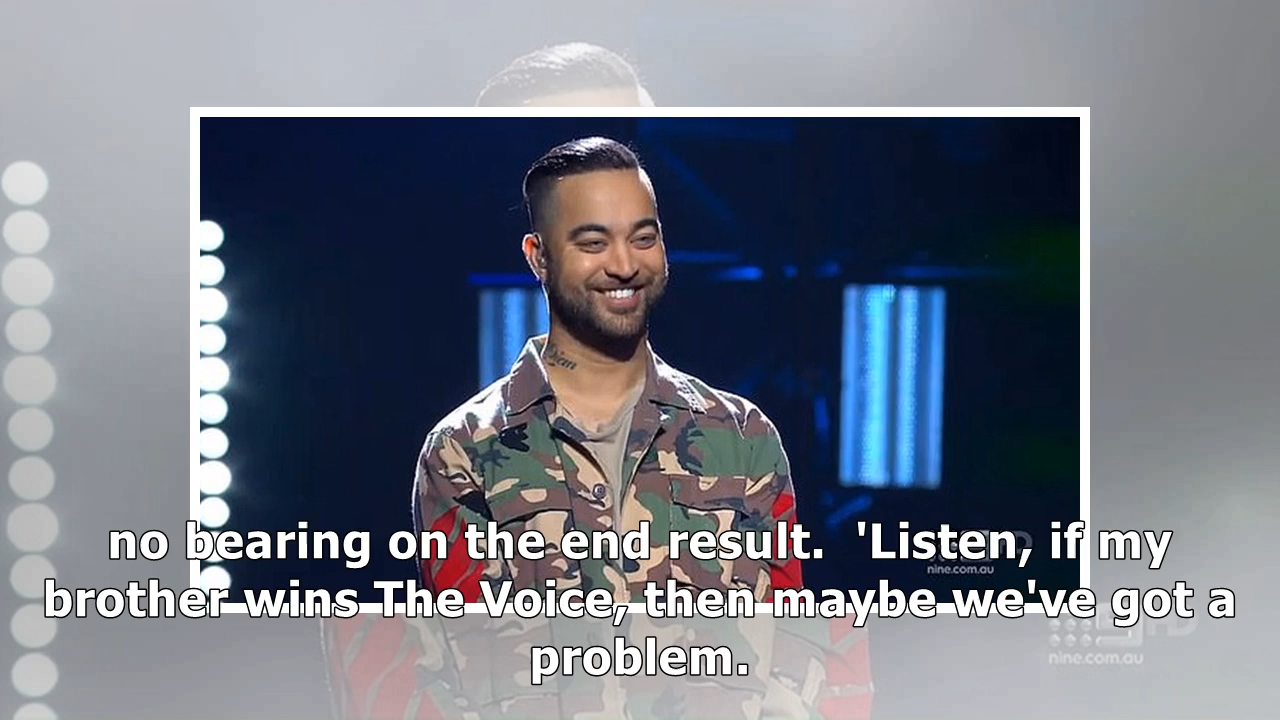 no bearing on the end result.  'Listen, if my
brother wins The Voice, then maybe we've got a
problem.
nine.com.au
nine.com.au